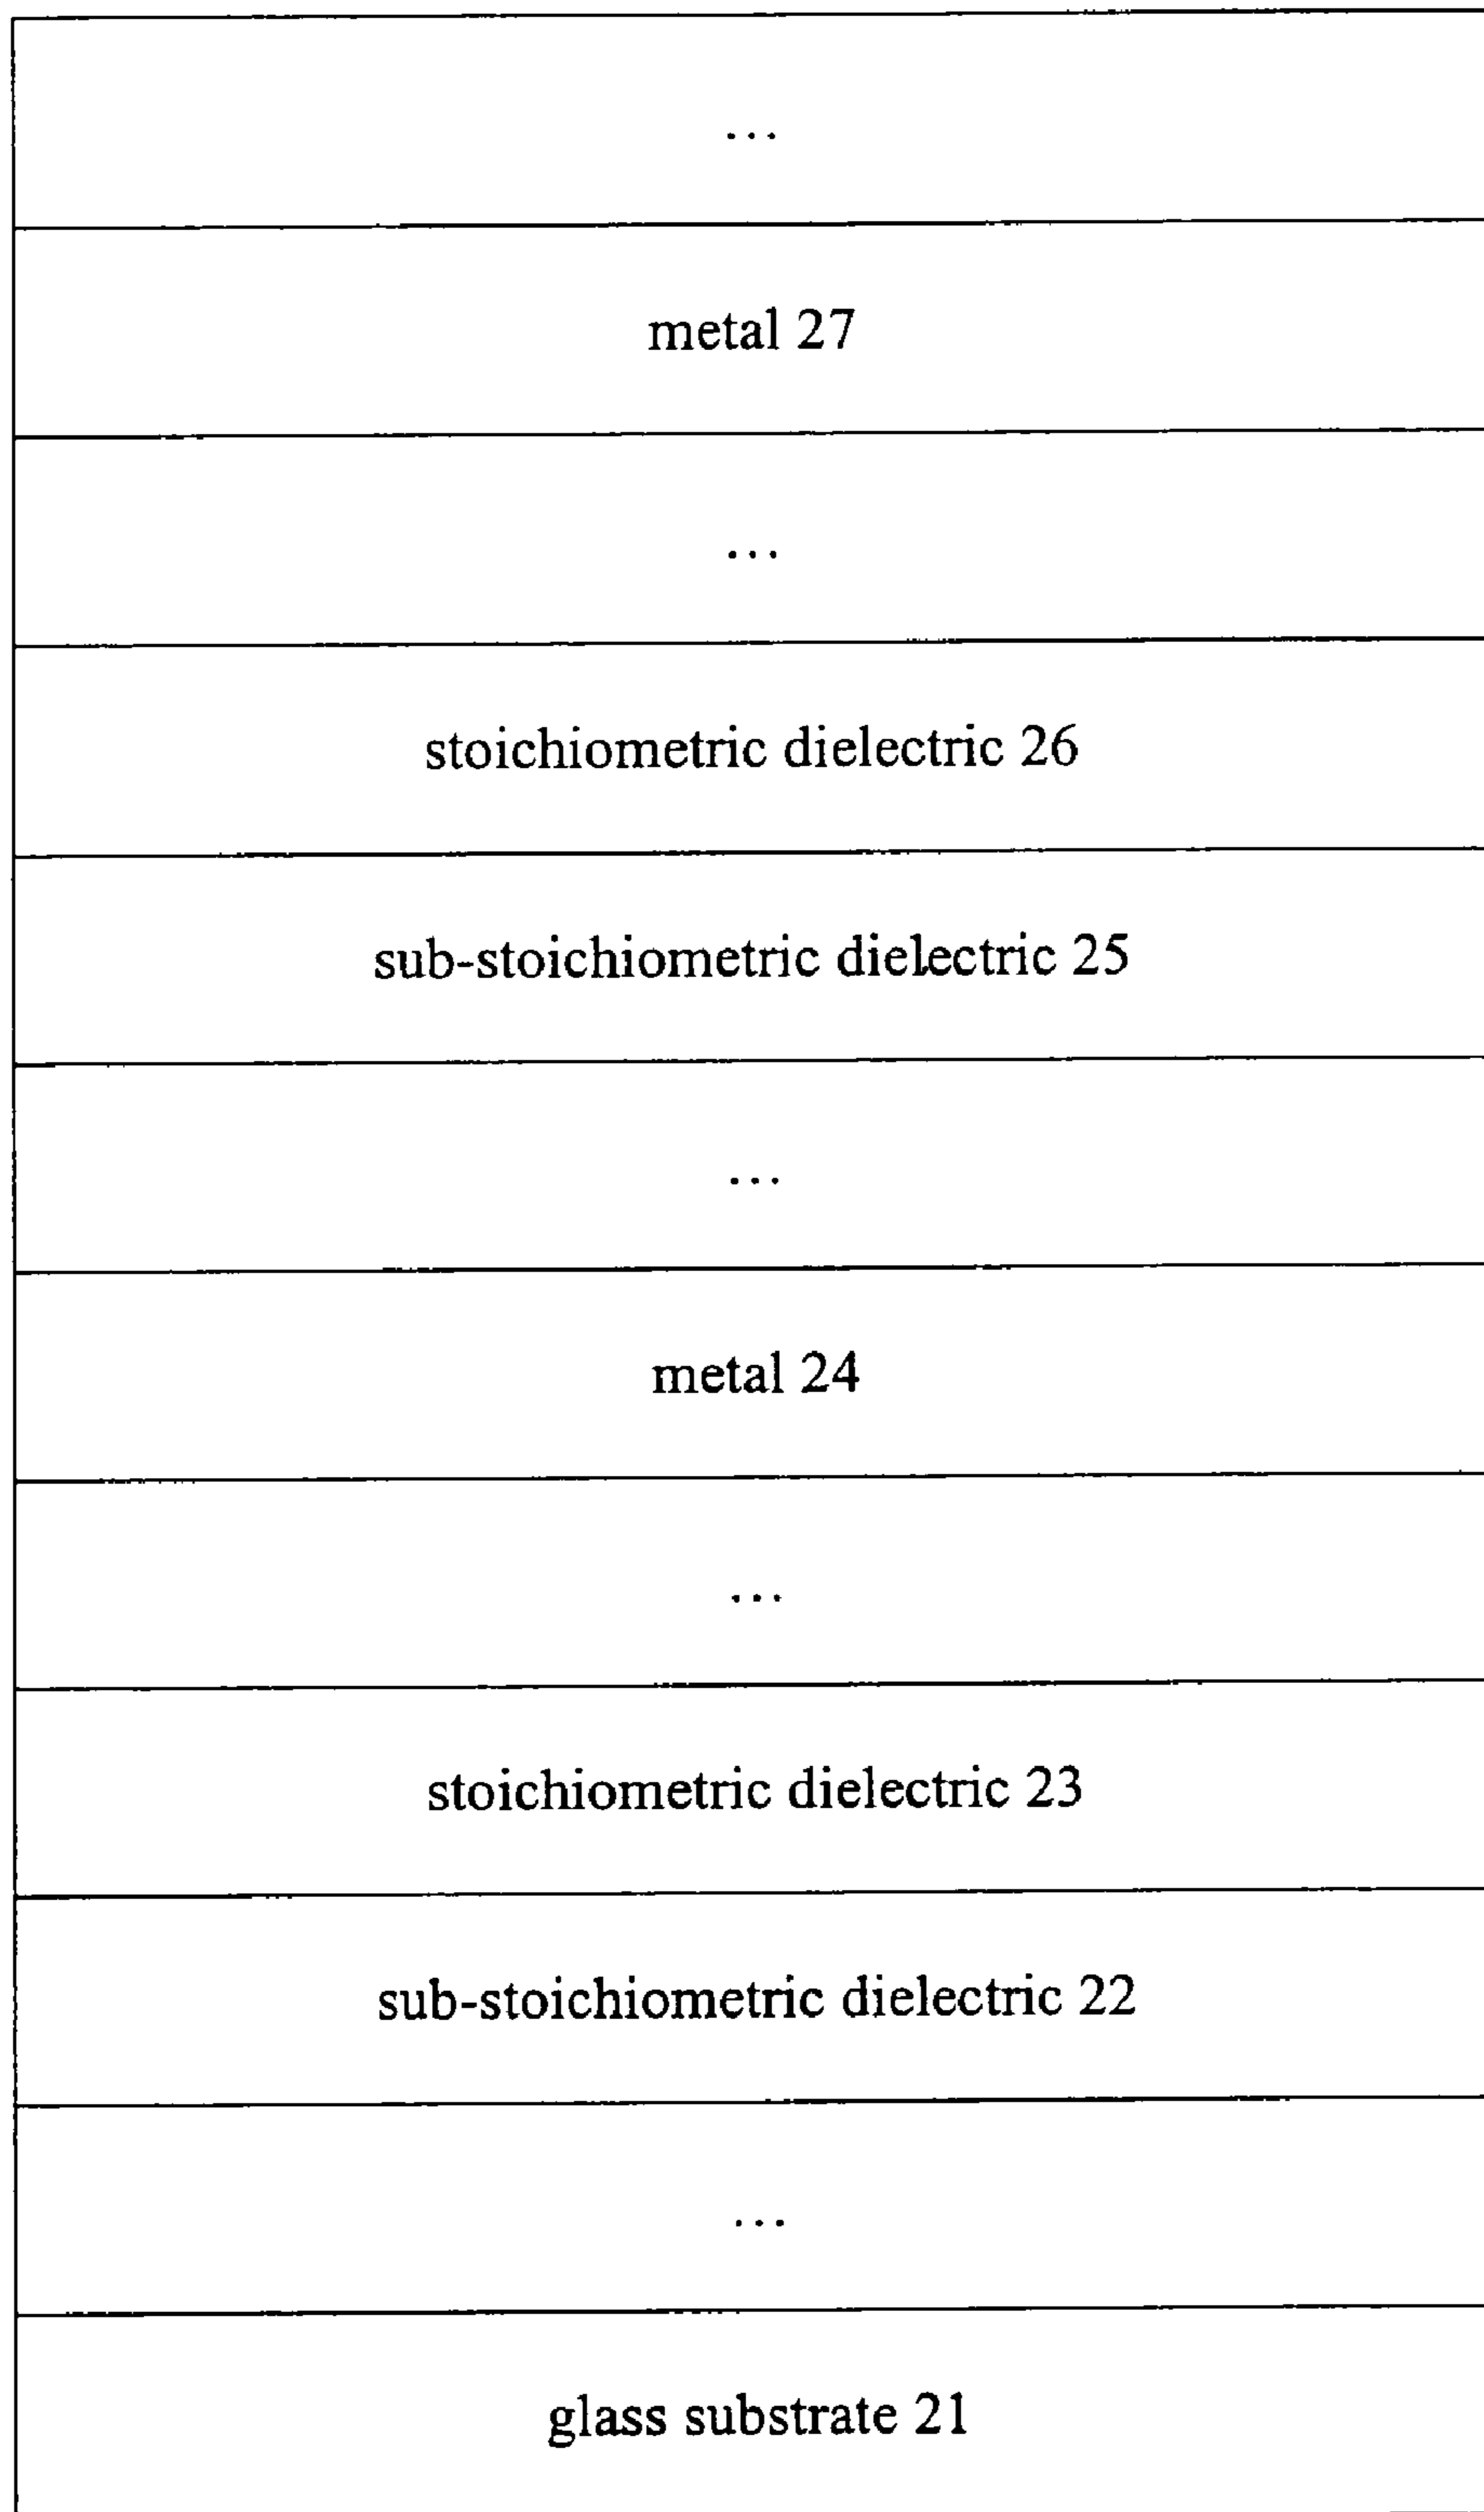 ...
metal 27
...
stoichiometric dielectric 26
sub-stoichiometric dielectric 25
...
metal 24
...
stoichiometric dielectric 23
sub-stoichiometric dielectric 22
...
glass substrate 21